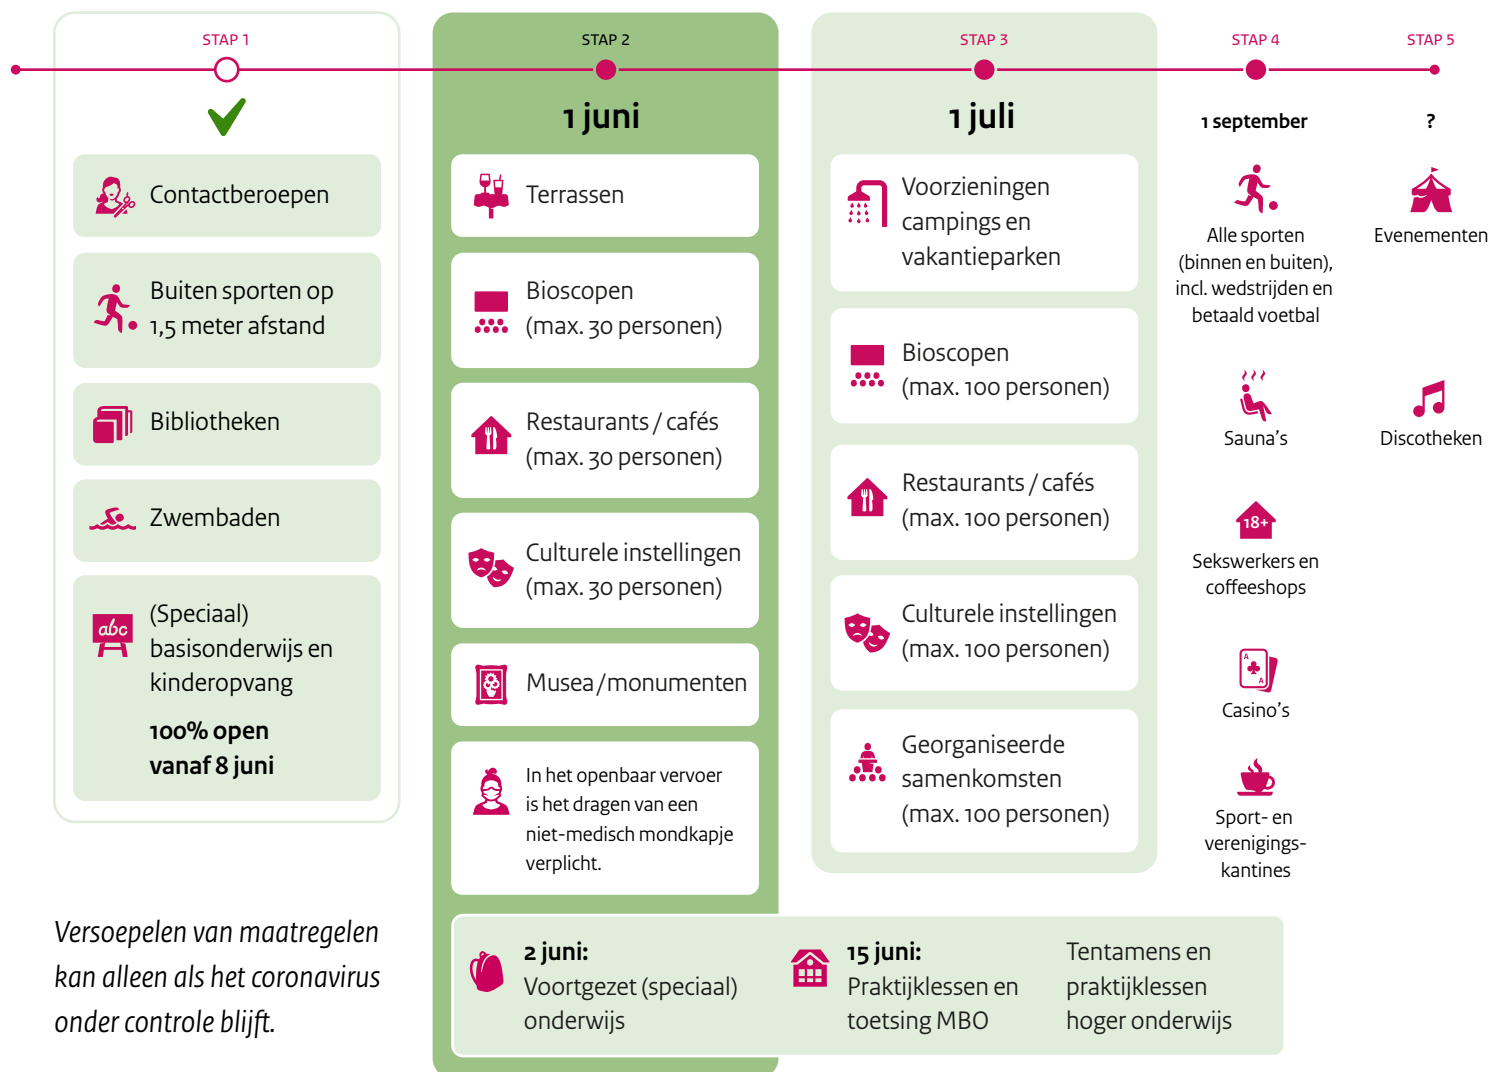 STAP 1
Contactberoepen
Buiten sporten op
1,5 meter afstand
Bibliotheken
Zwembaden
abc
(Speciaal)
basisonderwijs en
kinderopvang
100% open
vanaf 8 juni
STAP 2
1 juni
Terrassen
Bioscopen
(max. 30 personen)
Restaurants / cafés
(max. 30 personen)
Culturele instellingen
(max. 30 personen)
Musea/monumenten
In het openbaar vervoer
is het dragen van een
niet-medisch mondkapje
verplicht.
STAP 3
1 juli
Voorzieningen
campings en
vakantieparken
Bioscopen
(max. 100 personen)
Restaurants / cafés
(max. 100 personen)
Culturele instellingen
(max. 100 personen)
Georganiseerde
samenkomsten
(max. 100 personen)
STAP 4
1 september
Alle sporten
(binnen en buiten),
incl. wedstrijden en
betaald voetbal
Sauna's
18+
Sekswerkers en
coffeeshops
A
A
Casino's
Sport- en
verenigings-
kantines
STAP 5
?
Evenementen
Discotheken
2 juni:
Voortgezet (speciaal)
onderwijs
15 juni:
Praktijklessen en
toetsing MBO
Tentamens en
praktijklessen
hoger onderwijs
Versoepelen van maatregelen
kan alleen als het coronavirus
onder controle blijft.